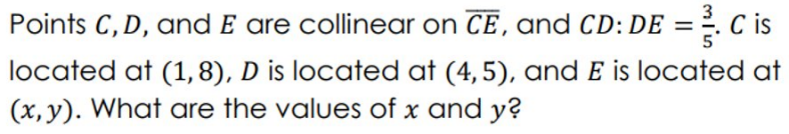 Points C, D, and E are collinear on \overline{CE}, and CD: DE = \frac{3}{5}. C is
located at (1, 8), D is located at (4, 5), and E is located at
(x, y). What are the values of x and y?